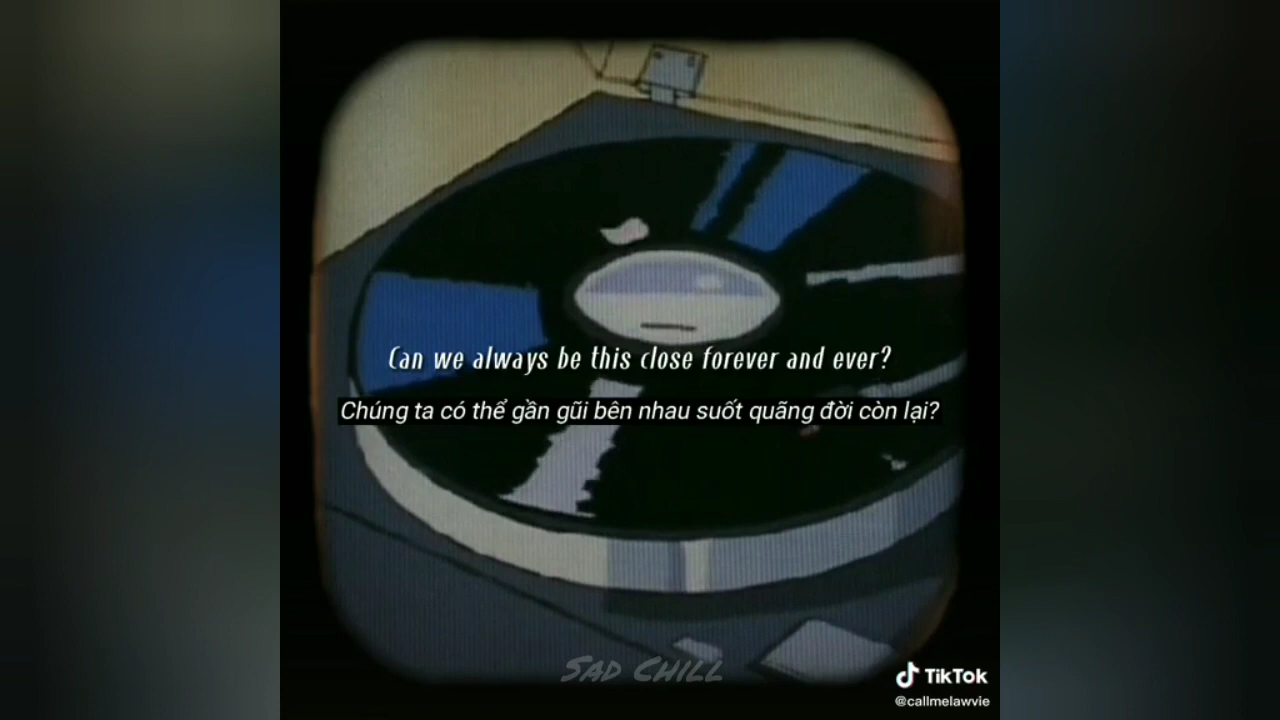 Can we always be this close forever and ever?
Chúng ta có thể gần gũi bên nhau suốt quãng đời còn lại?
SAD CHILL
TikTok
@callmelawvie